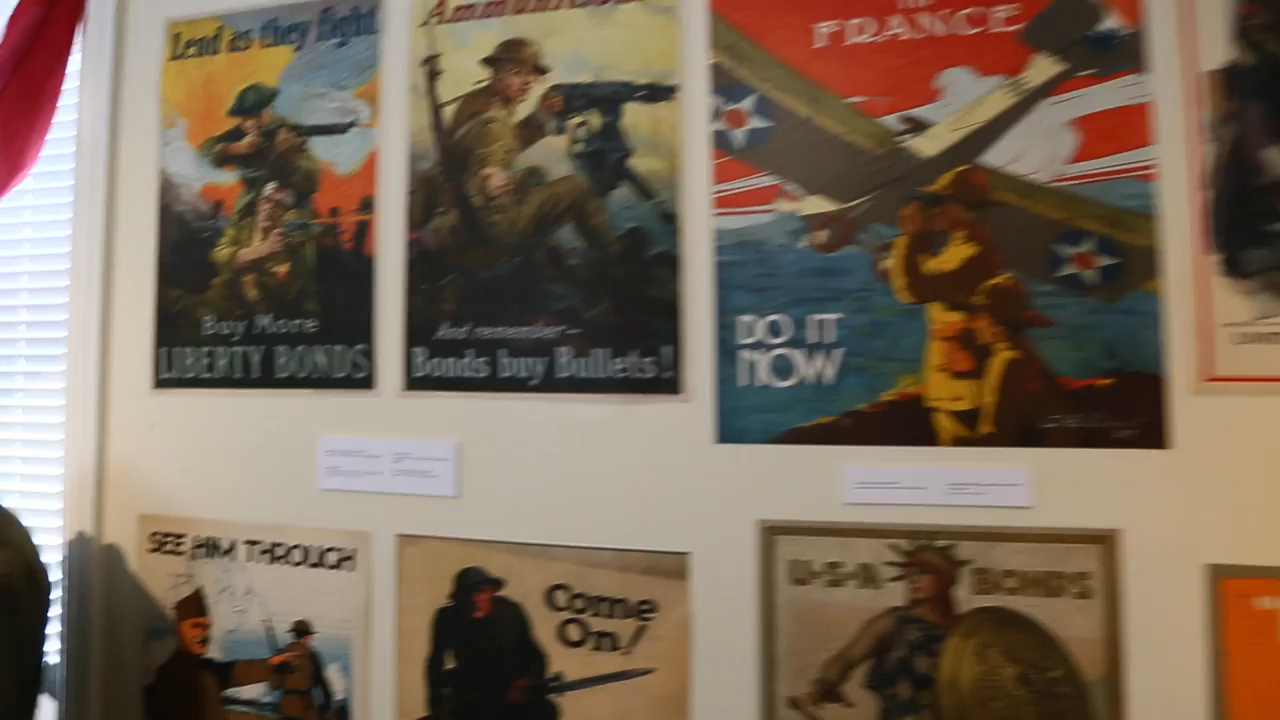 Lend as they fight
Buy More
LIBERTY BONDS
Ammunition
And remember-
Bonds buy Bullets!
FRANCE
DO IT
NOW
SEE HIM THROUGH
Come
On!
U·S·A BONDS